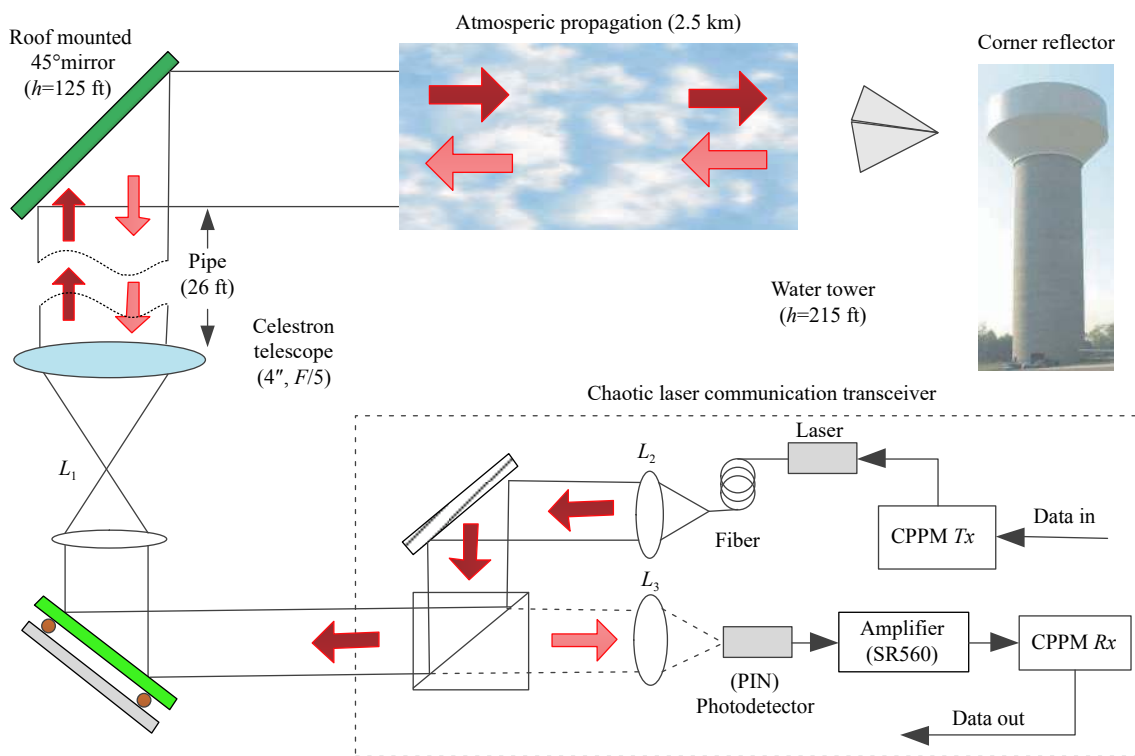 Atmosperic propagation (2.5 km)
Roof mounted
45°mirror
(h=125 ft)
Corner reflector
Pipe
(26 ft)
Water tower
(h=215 ft)
Celestron
telescope
(4″, F/5)
Chaotic laser communication transceiver
Laser
L1
L2
Fiber
CPPM Tx
Data in
L3
(PIN)
Photodetector
Amplifier
(SR560)
CPPM Rx
Data out